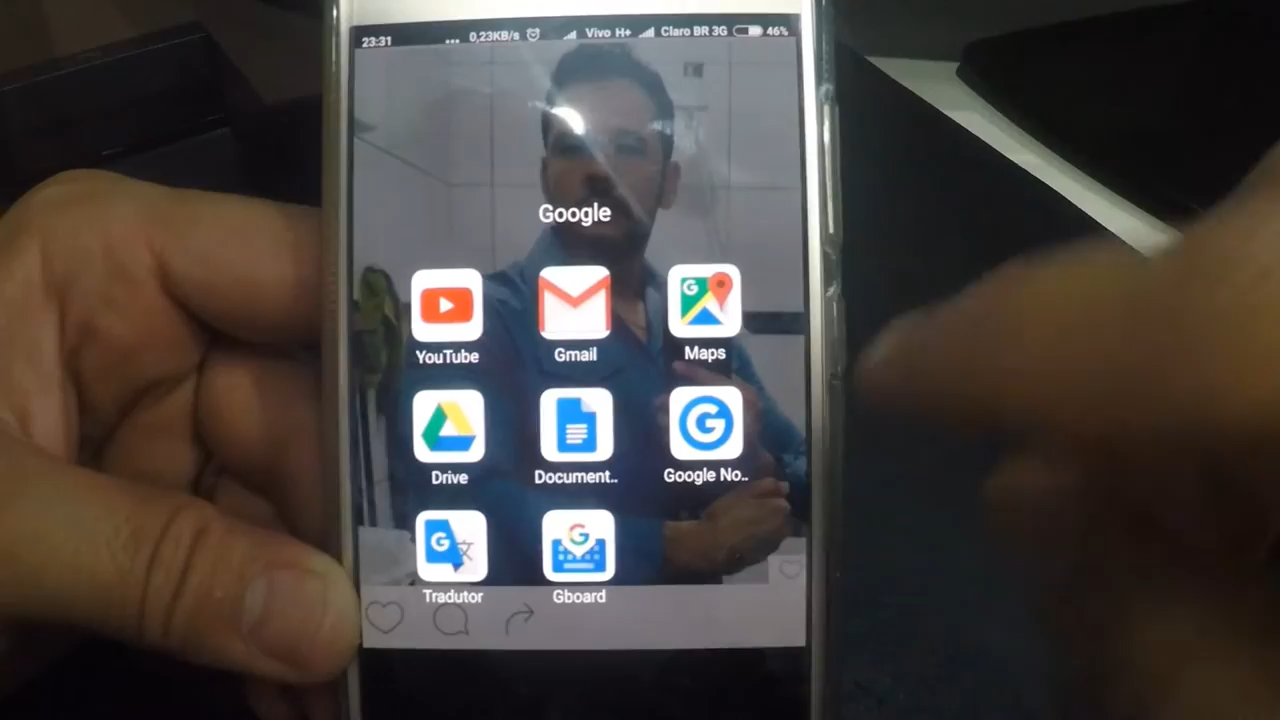 23:31 ... 0,23KB/s Vivo H+ Claro BR 3G 46%
Google
YouTube Gmail Maps
Drive Document.. Google No..
Tradutor Gboard